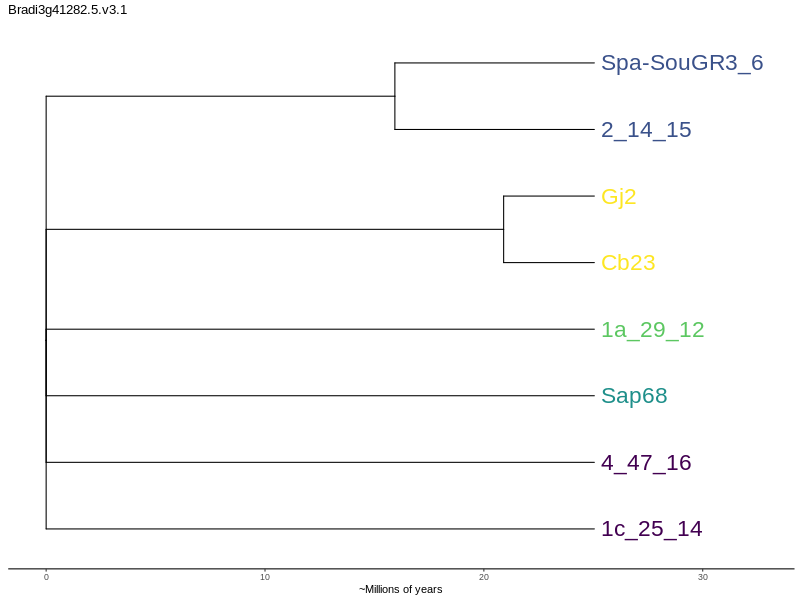 Bradi3g41282.5.v3.1
Spa-SouGR3_6
2_14_15
Gj2
Cb23
1a_29_12
Sap68
4_47_16
1c_25_14
0 10 20 30
~Millions of years